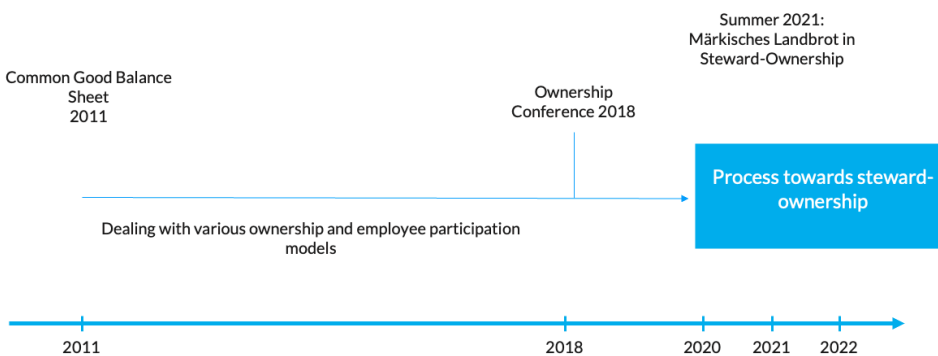 Summer 2021:
Märkisches Landbrot in
Steward-Ownership
Common Good Balance
Sheet
2011
Ownership
Conference 2018
Process towards steward-
ownership
Dealing with various ownership and employee participation
models
2011
2018
2020
2021
2022